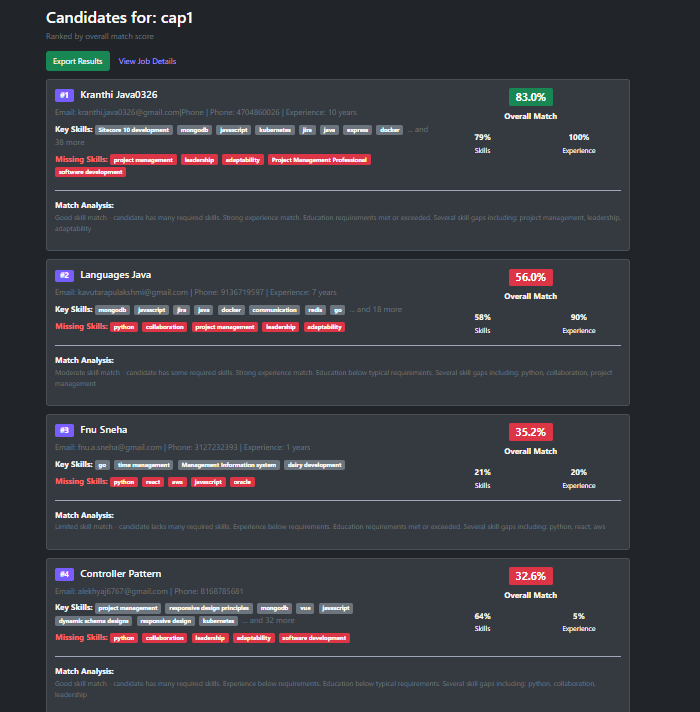 Candidates for: cap1
Ranked by overall match score
Export Results View Job Details
#1 Kranthi Java0326
83.0%
Email: kranthi.java0326@gmail.com|Phone | Phone: 4704860026 | Experience: 10 years
Overall Match
Key Skills: Sitecore 10 development mongodb javascript kubernetes jira java express docker ... and
38 more
79% 100%
Skills Experience
Missing Skills: project management leadership adaptability Project Management Professional
software development
Match Analysis:
Good skill match - candidate has many required skills. Strong experience match. Education requirements met or exceeded. Several skill gaps including: project management, leadership,
adaptability
#2 Languages Java
56.0%
Email: kavutarapulakshmi@gmail.com | Phone: 9136719597 | Experience: 7 years
Overall Match
Key Skills: mongodb javascript jira java docker communication redis go ... and 18 more
58% 90%
Skills Experience
Missing Skills: python collaboration project management leadership adaptability
Match Analysis:
Moderate skill match - candidate has some required skills. Strong experience match. Education below typical requirements. Several skill gaps including: python, collaboration, project
management
#3 Fnu Sneha
35.2%
Email: fnu.a.sneha@gmail.com | Phone: 3127232393 | Experience: 1 years
Overall Match
Key Skills: go time management Management Information system dairy development
21% 20%
Skills Experience
Missing Skills: python react aws javascript oracle
Match Analysis:
Limited skill match - candidate lacks many required skills. Experience below requirements. Education requirements met or exceeded. Several skill gaps including: python, react, aws
#4 Controller Pattern
32.6%
Email: alekhyaj6767@gmail.com | Phone: 8168785681
Overall Match
Key Skills: project management responsive design principles mongodb vue javascript
dynamic schema designs responsive design kubernetes ... and 32 more
64% 5%
Skills Experience
Missing Skills: python collaboration leadership adaptability software development
Match Analysis:
Good skill match - candidate has many required skills. Experience below requirements. Education below typical requirements. Several skill gaps including: python, collaboration,
leadership